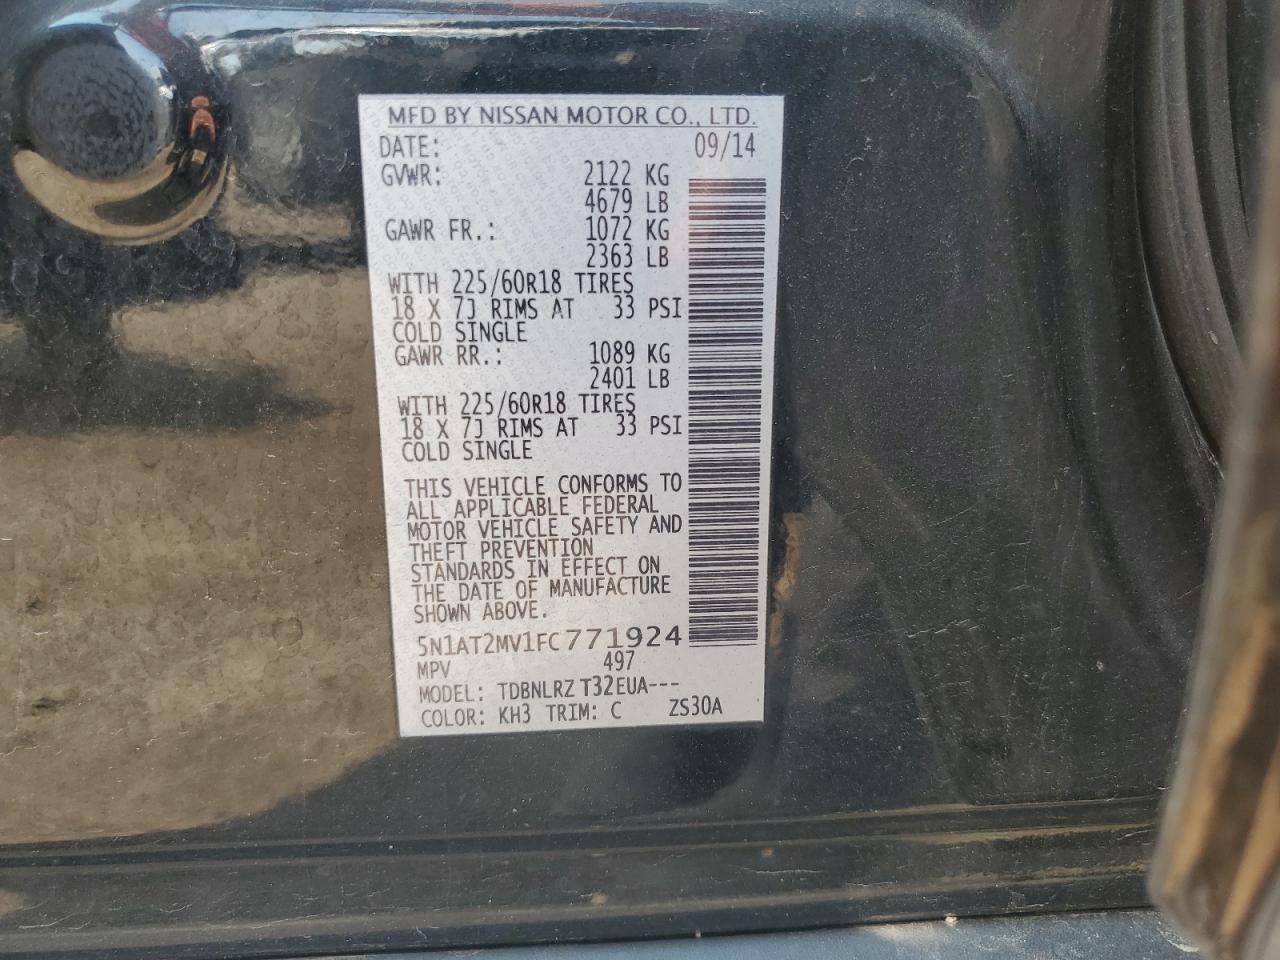 MFD BY NISSAN MOTOR CO., LTD.
DATE: 09/14
GVWR: 2122 KG
4679 LB
GAWR FR.: 1072 KG
2363 LB
WITH 225/60R18 TIRES
18 X 7J RIMS AT 33 PSI
COLD SINGLE
GAWR RR.: 1089 KG
2401 LB
WITH 225/60R18 TIRES
18 X 7J RIMS AT 33 PSI
COLD SINGLE
THIS VEHICLE CONFORMS TO
ALL APPLICABLE FEDERAL
MOTOR VEHICLE SAFETY AND
THEFT PREVENTION
STANDARDS IN EFFECT ON
THE DATE OF MANUFACTURE
SHOWN ABOVE.
5N1AT2MV1FC771924
MPV 497
MODEL: TDBNLRZ T32EUA---
COLOR: KH3 TRIM: C ZS30A